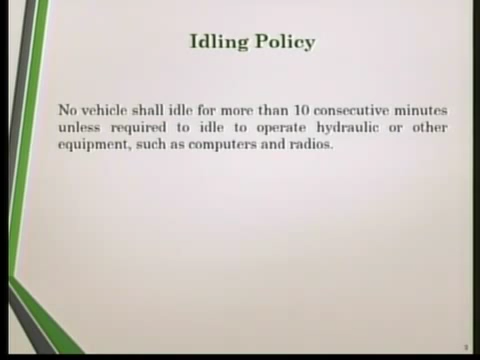 Idling Policy
No vehicle shall idle for more than 10 consecutive minutes
unless required to idle to operate hydraulic or other
equipment, such as computers and radios.